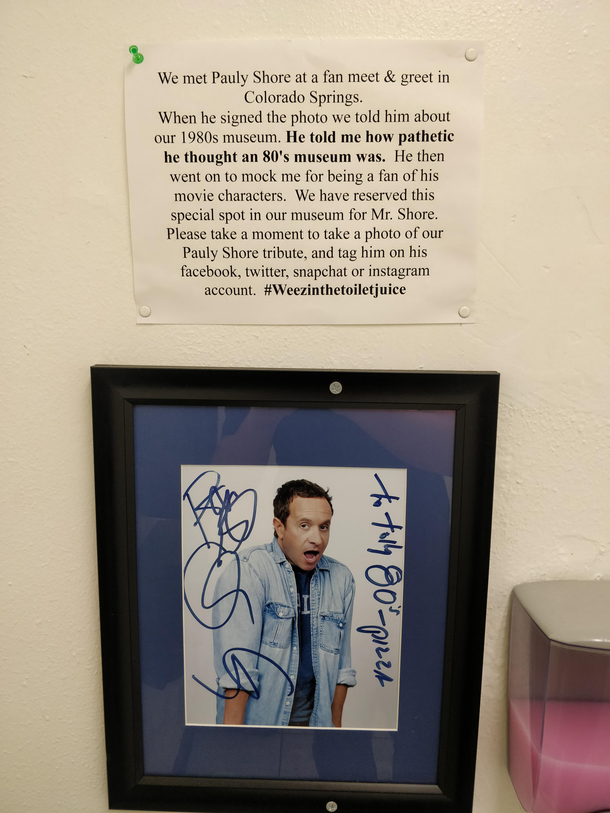 We met Pauly Shore at a fan meet & greet in
Colorado Springs.
When he signed the photo we told him about
our 1980s museum. He told me how pathetic
he thought an 80's museum was. He then
went on to mock me for being a fan of his
movie characters. We have reserved this
special spot in our museum for Mr. Shore.
Please take a moment to take a photo of our
Pauly Shore tribute, and tag him on his
facebook, twitter, snapchat or instagram
account. #Weezinthetoiletjuice
to fully 80's-pizza